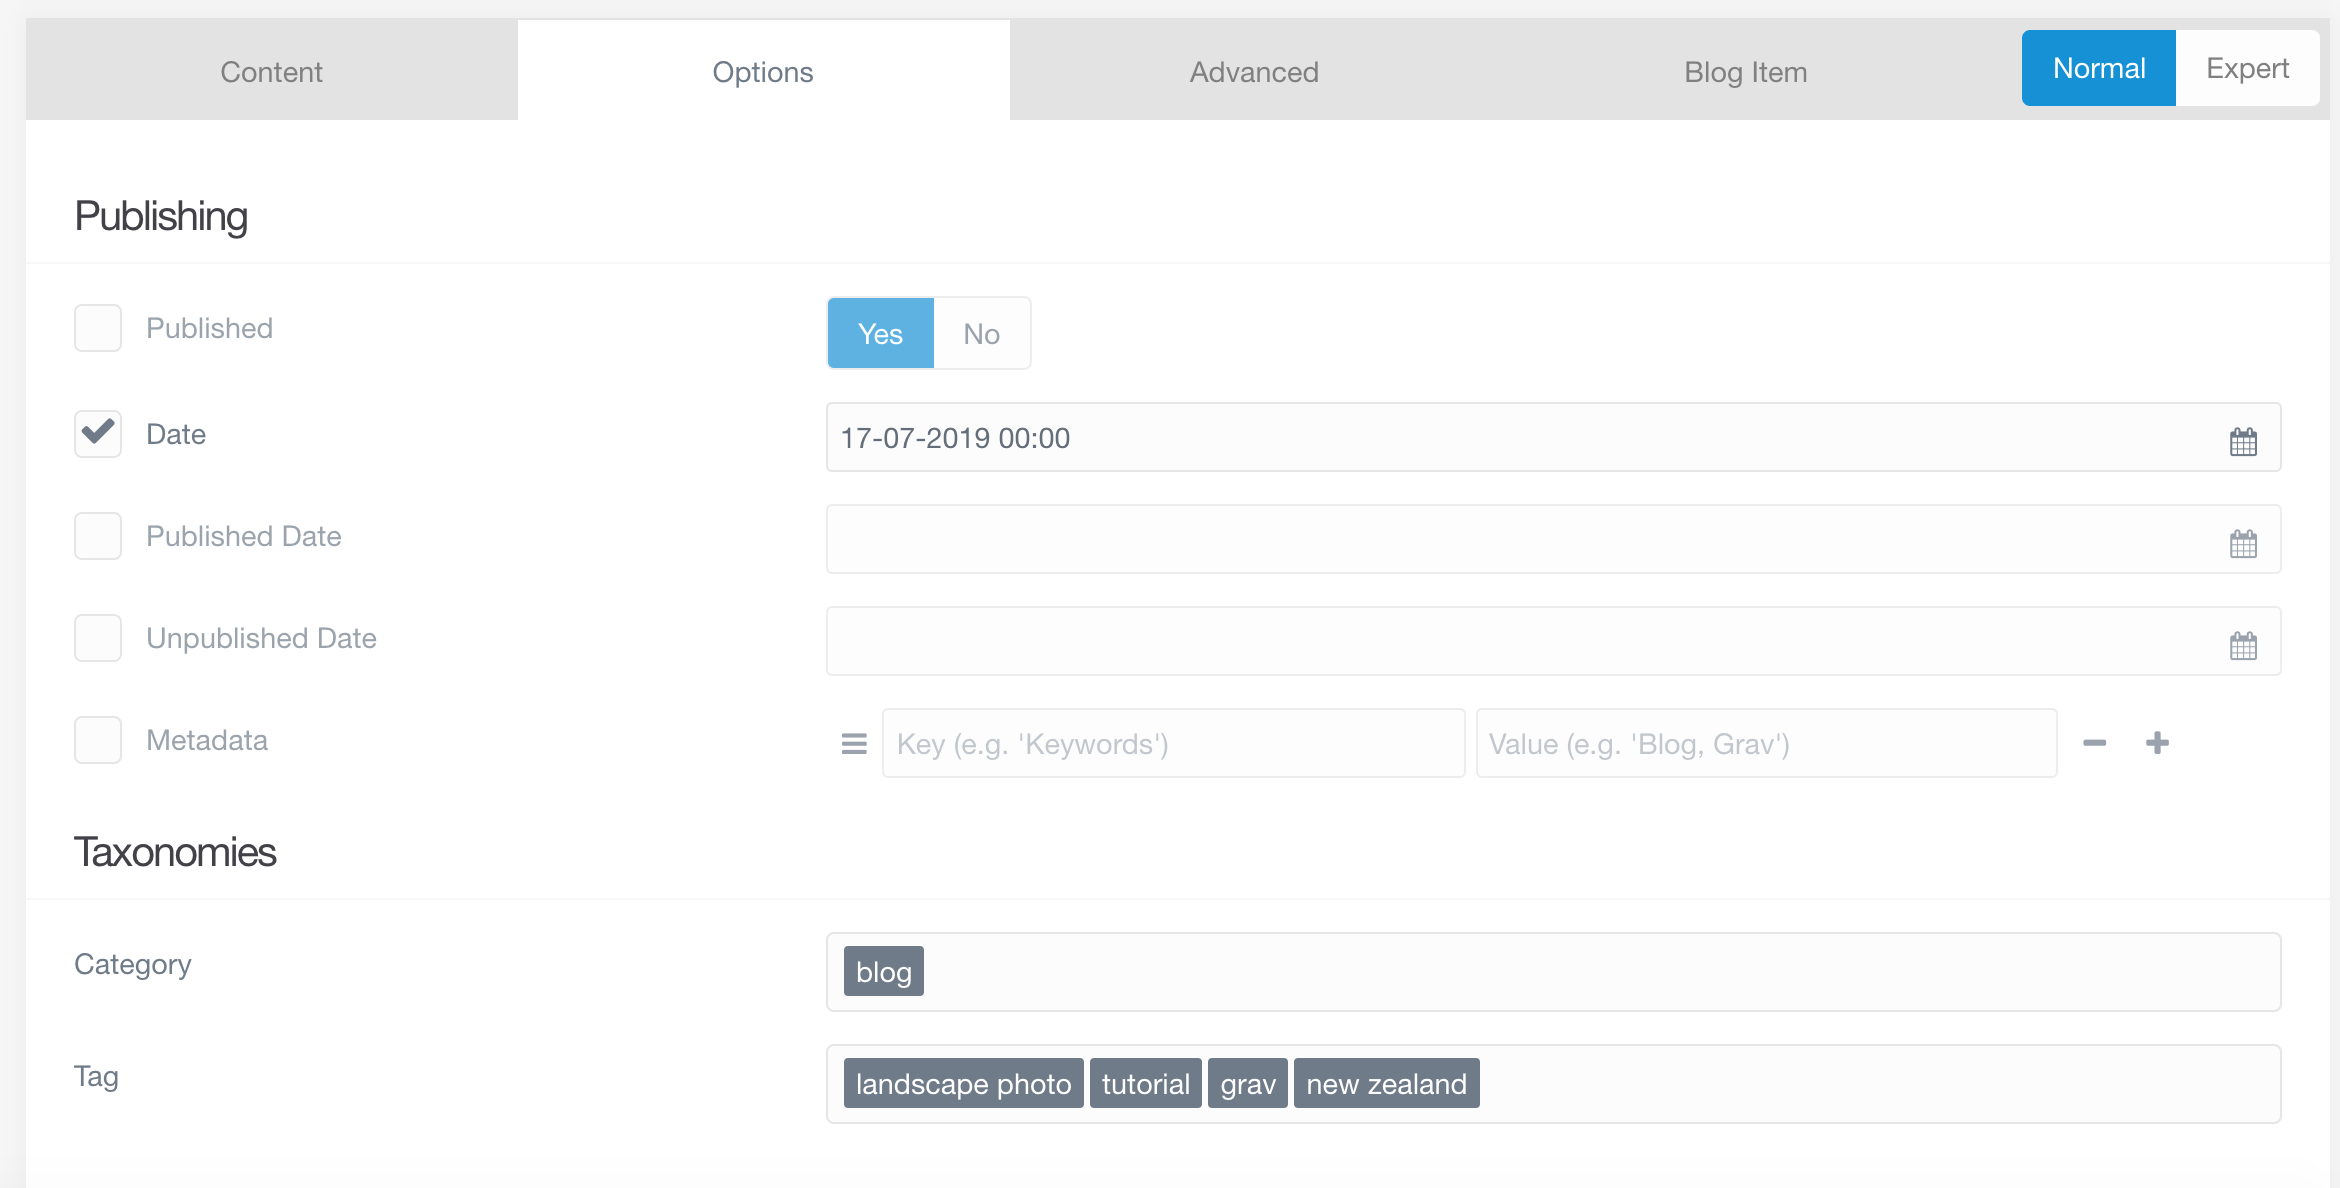 Content Options Advanced Blog Item Normal Expert
Publishing
Published Yes No
Date 17-07-2019 00:00
Published Date
Unpublished Date
Metadata Key (e.g. 'Keywords') Value (e.g. 'Blog, Grav')
Taxonomies
Category blog
Tag landscape photo tutorial grav new zealand